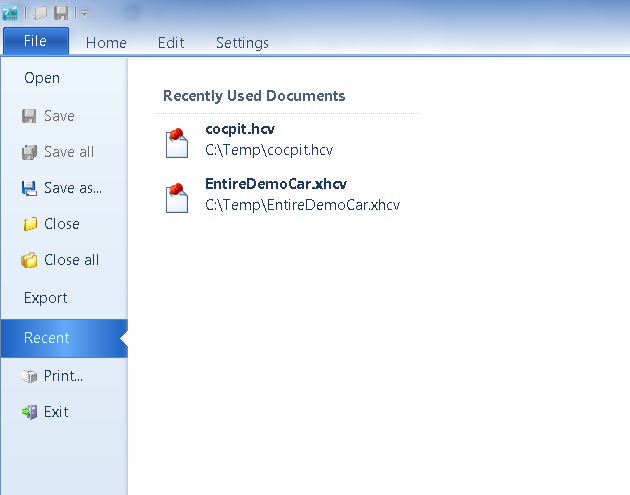 File
Home
Edit
Settings
Open
Save
Save all
Save as...
Close
Close all
Export
Recent
Print...
Exit
Recently Used Documents
cocpit.hcv
C:\Temp\cocpit.hcv
EntireDemoCar.xhcv
C:\Temp\EntireDemoCar.xhcv